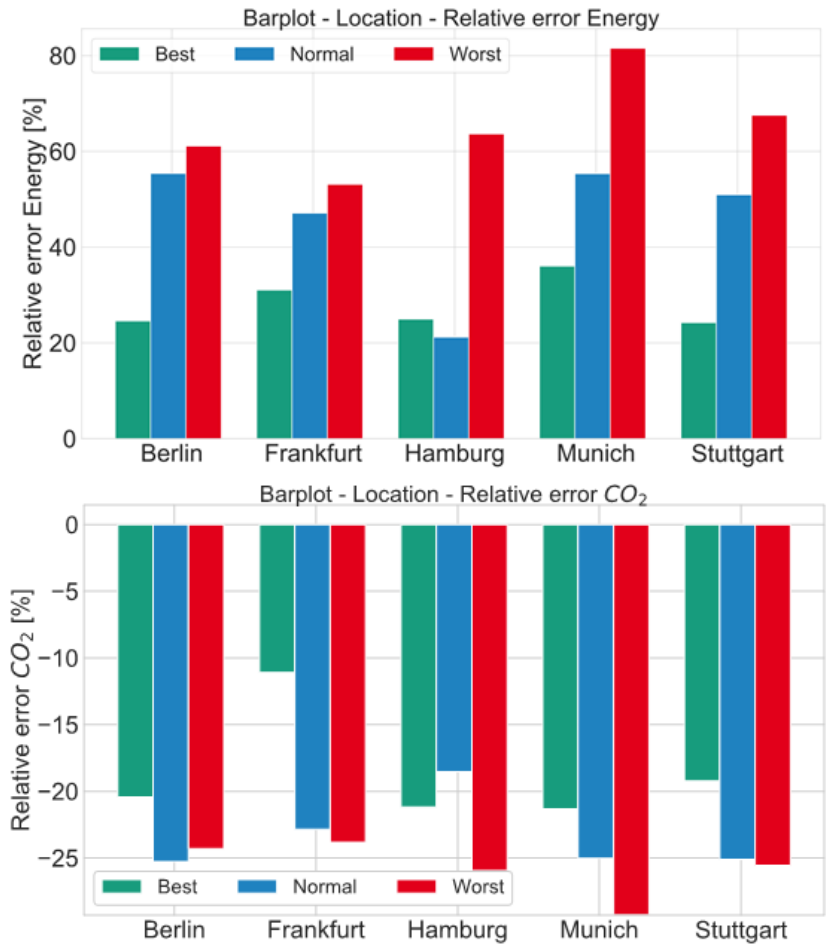 Barplot - Location - Relative error Energy
Best Normal Worst
Relative error Energy [%]
80
60
40
20
0
Berlin Frankfurt Hamburg Munich Stuttgart
Barplot - Location - Relative error CO₂
Relative error CO₂ [%]
0
−5
−10
−15
−20
−25
Best Normal Worst
Berlin Frankfurt Hamburg Munich Stuttgart